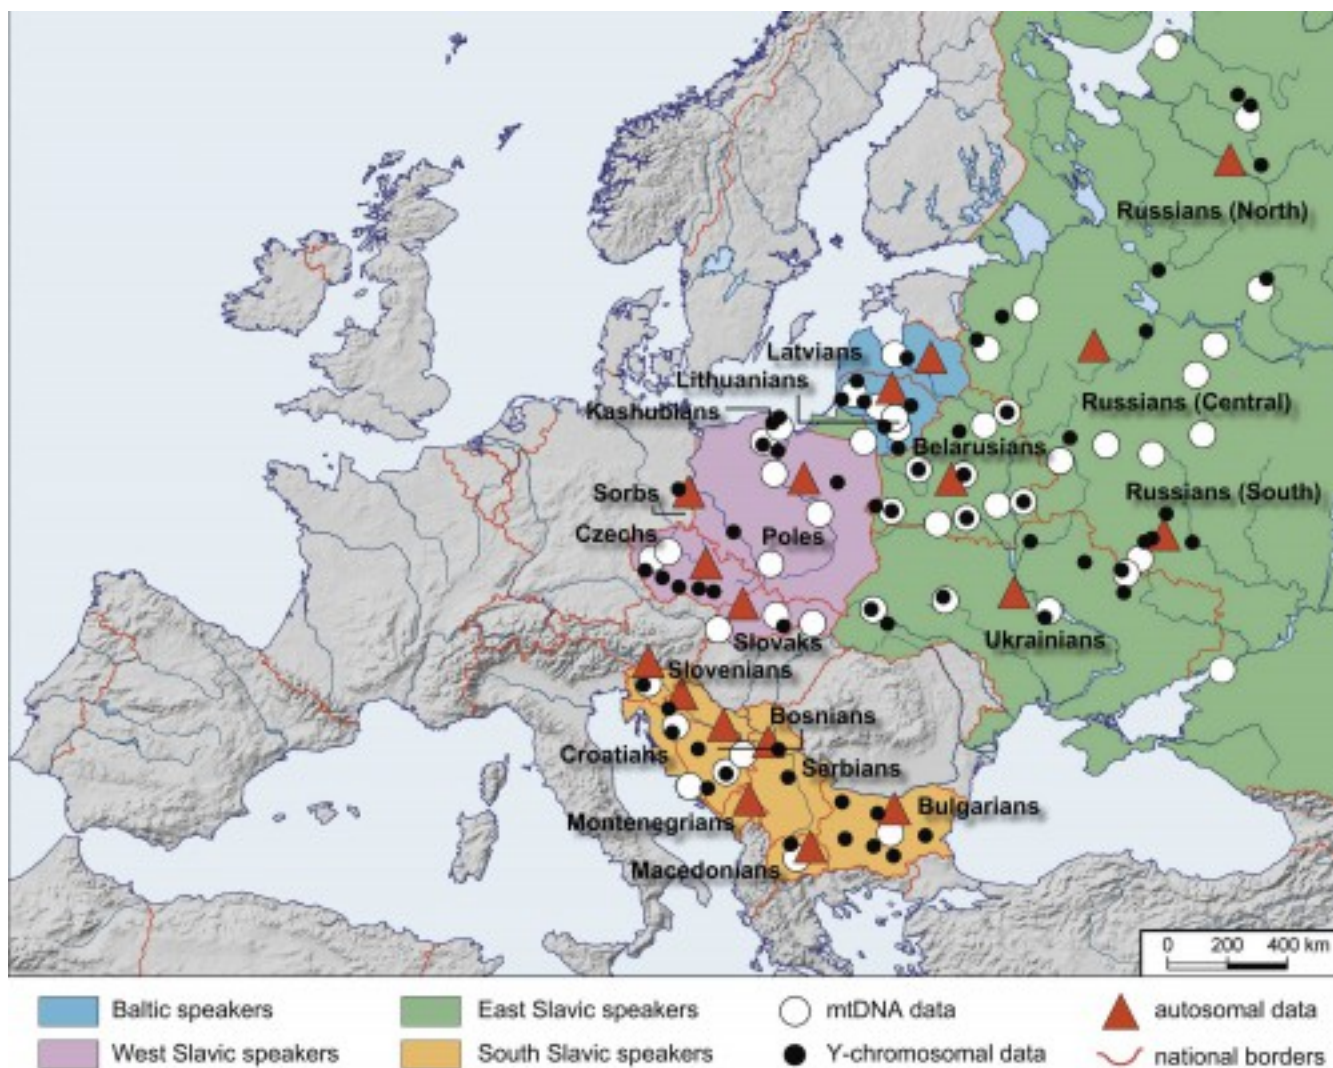 Russians (North)
Latvians
Lithuanians
Kashubians
Russians (Central)
Belarusians
Sorbs
Russians (South)
Czechs
Poles
Slovaks
Ukrainians
Slovenians
Bosnians
Croatians
Serbians
Bulgarians
Montenegrians
Macedonians
0 200 400 km
Baltic speakers
East Slavic speakers
mtDNA data
autosomal data
West Slavic speakers
South Slavic speakers
Y-chromosomal data
national borders